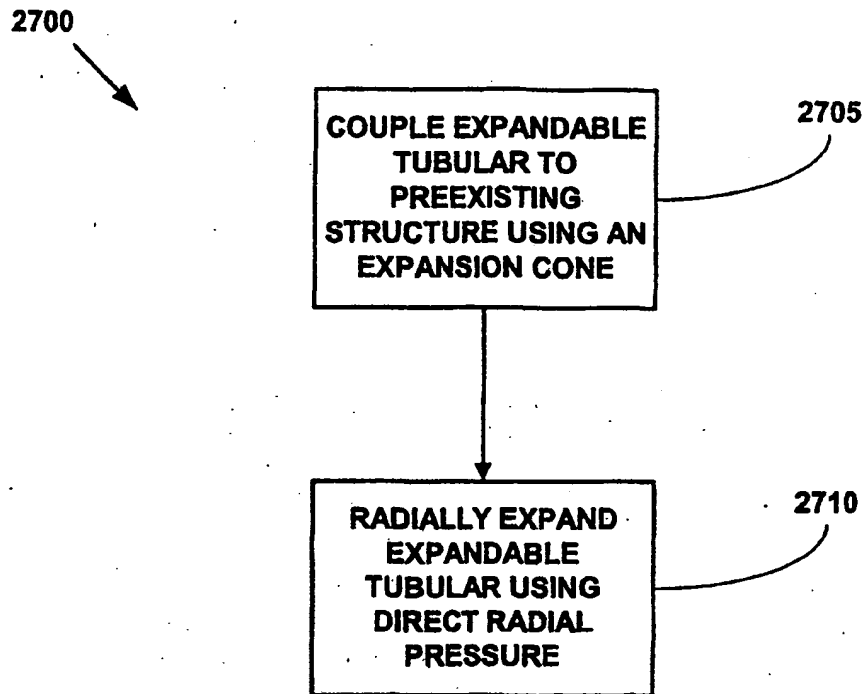 2700
COUPLE EXPANDABLE
TUBULAR TO
PREEXISTING
STRUCTURE USING AN
EXPANSION CONE
2705
RADIALLY EXPAND
EXPANDABLE
TUBULAR USING
DIRECT RADIAL
PRESSURE
2710